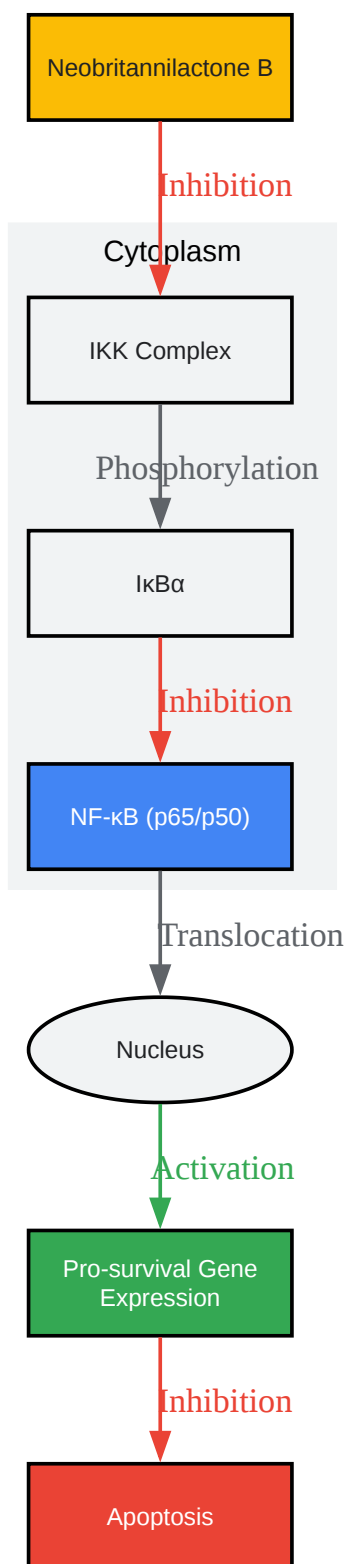 Neobritannilactone B
Inhibition
Cytoplasm
IKK Complex
Phosphorylation
IκBα
Inhibition
NF-κB (p65/p50)
Translocation
Nucleus
Activation
Pro-survival Gene
Expression
Inhibition
Apoptosis